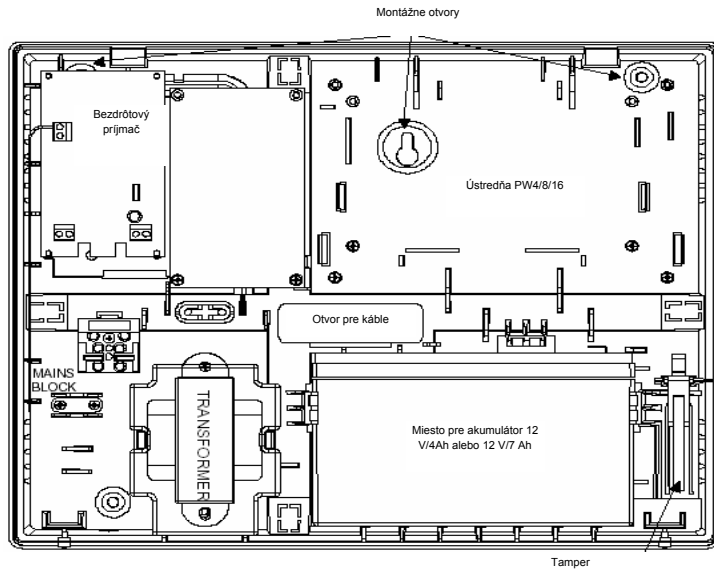 Montážne otvory
Bezdrôtový
príjmač
Ústredňa PW4/8/16
Otvor pre káble
MAINS
BLOCK
TRANSFORMER
Miesto pre akumulátor 12
V/4Ah alebo 12 V/7 Ah
Tamper